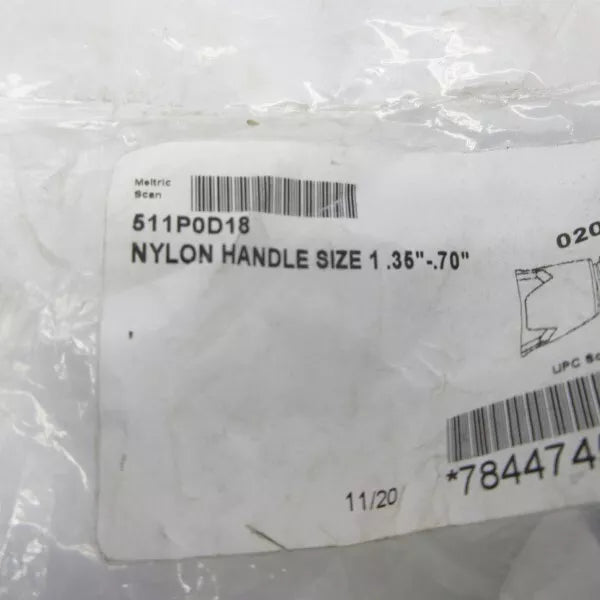 Meltric
Scan
511P0D18
NYLON HANDLE SIZE 1 .35"-.70"
020
UPC
11/20
*784474